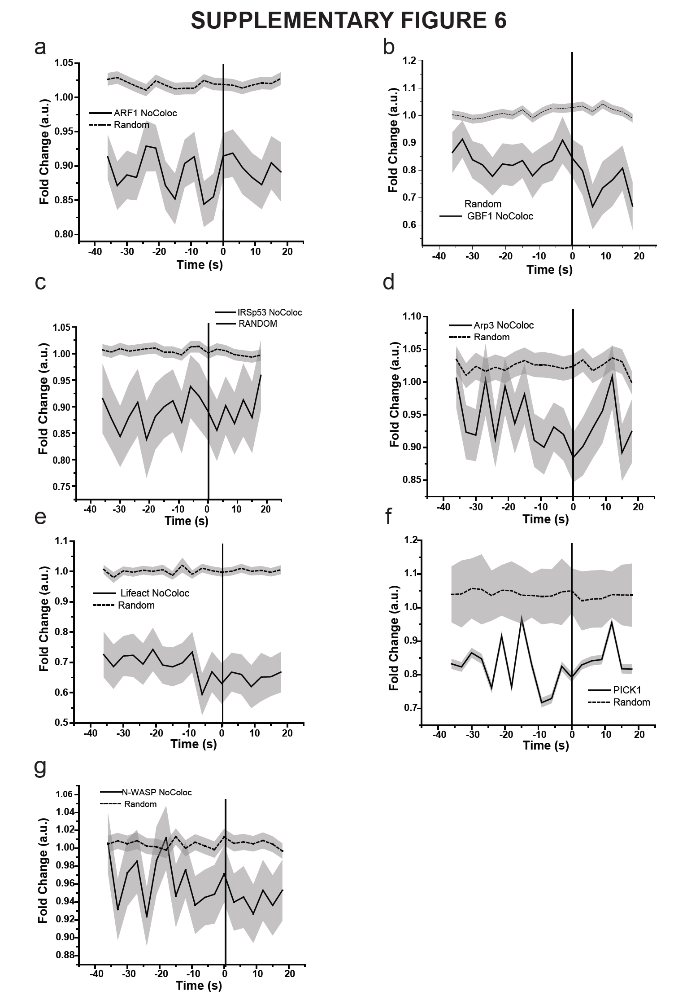 SUPPLEMENTARY FIGURE 6
a
1.05
1.00
0.95
0.90
0.85
0.80
Fold Change (a.u.)
ARF1 NoColoc
Random
-40 -30 -20 -10 0 10 20
Time (s)
b
1.2
1.1
1.0
0.9
0.8
0.7
0.6
Fold Change (a.u.)
Random
GBF1 NoColoc
-40 -30 -20 -10 0 10 20
Time (s)
c
IRSp53 NoColoc
RANDOM
1.05
1.00
0.95
0.90
0.85
0.80
0.75
Fold Change (a.u.)
-40 -30 -20 -10 0 10 20
Time (s)
d
1.10
1.05
1.00
0.95
0.90
0.85
Fold Change (a.u.)
Arp3 NoColoc
Random
-40 -30 -20 -10 0 10 20
Time (s)
e
1.1
1.0
0.9
0.8
0.7
0.6
0.5
Fold Change (a.u.)
Lifeact NoColoc
Random
-40 -30 -20 -10 0 10 20
Time (s)
f
1.2
1.1
1.0
0.9
0.8
0.7
Fold Change (a.u.)
PICK1
Random
-40 -30 -20 -10 0 10 20
Time (s)
g
1.06
1.04
1.02
1.00
0.98
0.96
0.94
0.92
0.90
0.88
Fold Change (a.u.)
N-WASP NoColoc
Random
-40 -30 -20 -10 0 10 20
Time (s)